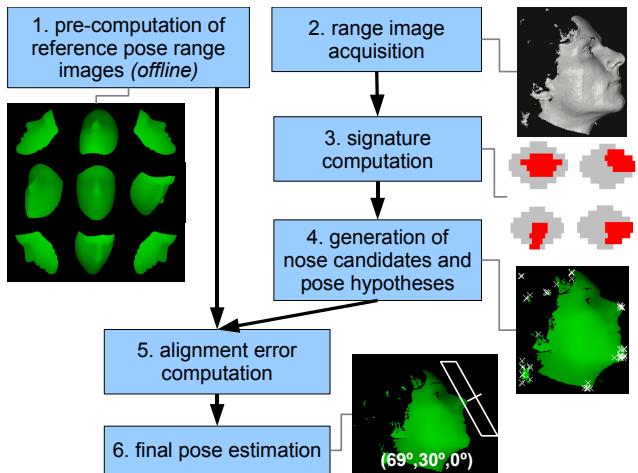 1. pre-computation of
reference pose range
images (offline)
2. range image
acquisition
3. signature
computation
4. generation of
nose candidates and
pose hypotheses
5. alignment error
computation
6. final pose estimation
(69º,30º,0º)